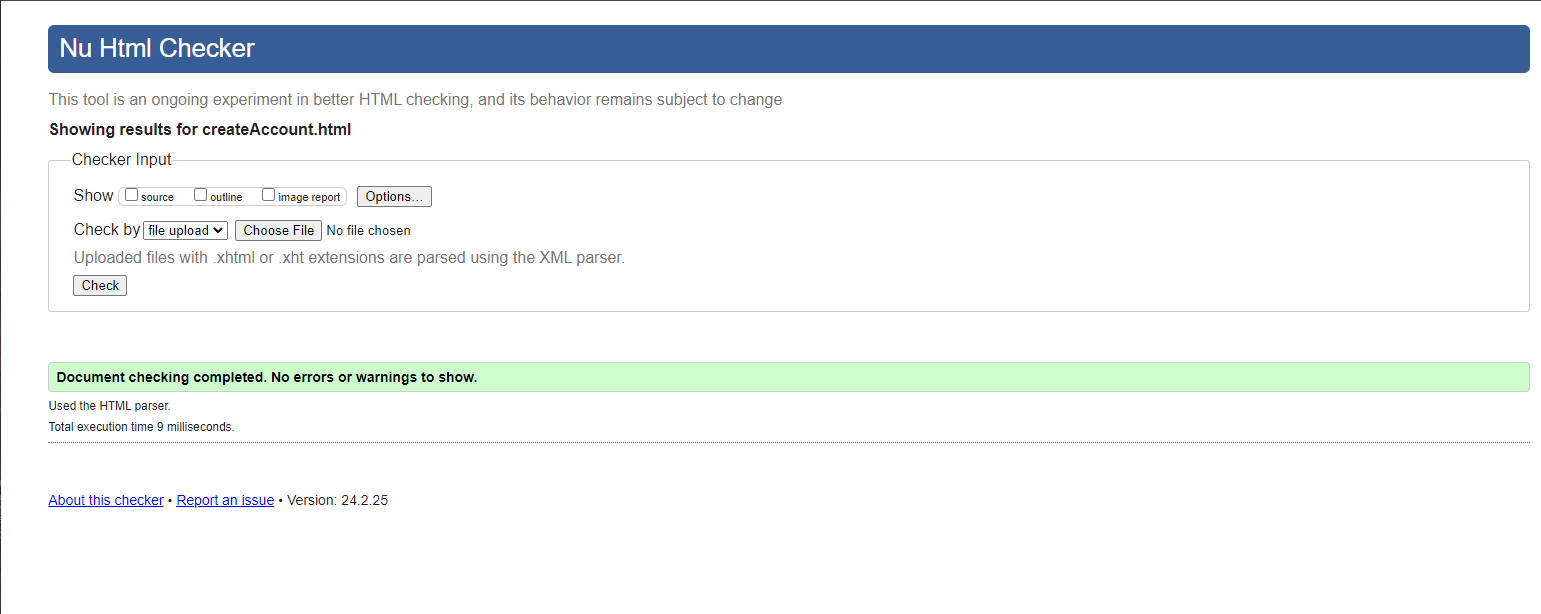 Nu Html Checker
This tool is an ongoing experiment in better HTML checking, and its behavior remains subject to change
Showing results for createAccount.html
Checker Input
Show source outline image report Options...
Check by file upload Choose File No file chosen
Uploaded files with .xhtml or .xht extensions are parsed using the XML parser.
Check
Document checking completed. No errors or warnings to show.
Used the HTML parser.
Total execution time 9 milliseconds.
About this checker • Report an issue • Version: 24.2.25